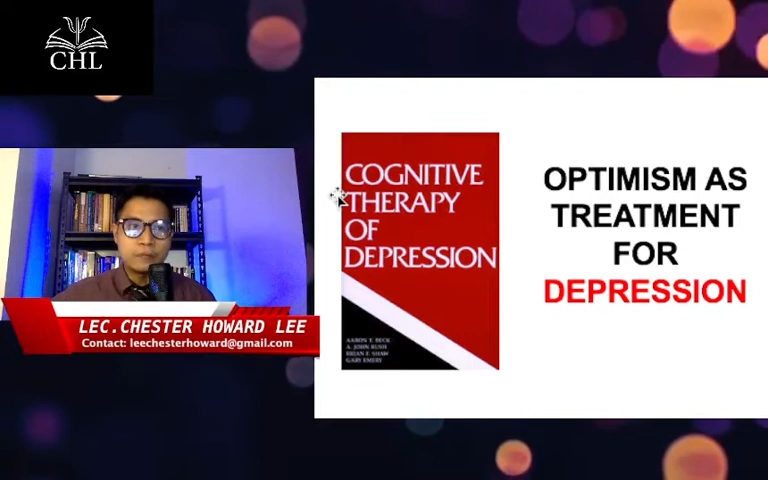 CHL
COGNITIVE
THERAPY
OF
DEPRESSION
AARON T. BECK
A. JOHN RUSH
BRIAN F. SHAW
GARY EMERY
OPTIMISM AS
TREATMENT
FOR
DEPRESSION
LEC.CHESTER HOWARD LEE
Contact: leechesterhoward@gmail.com